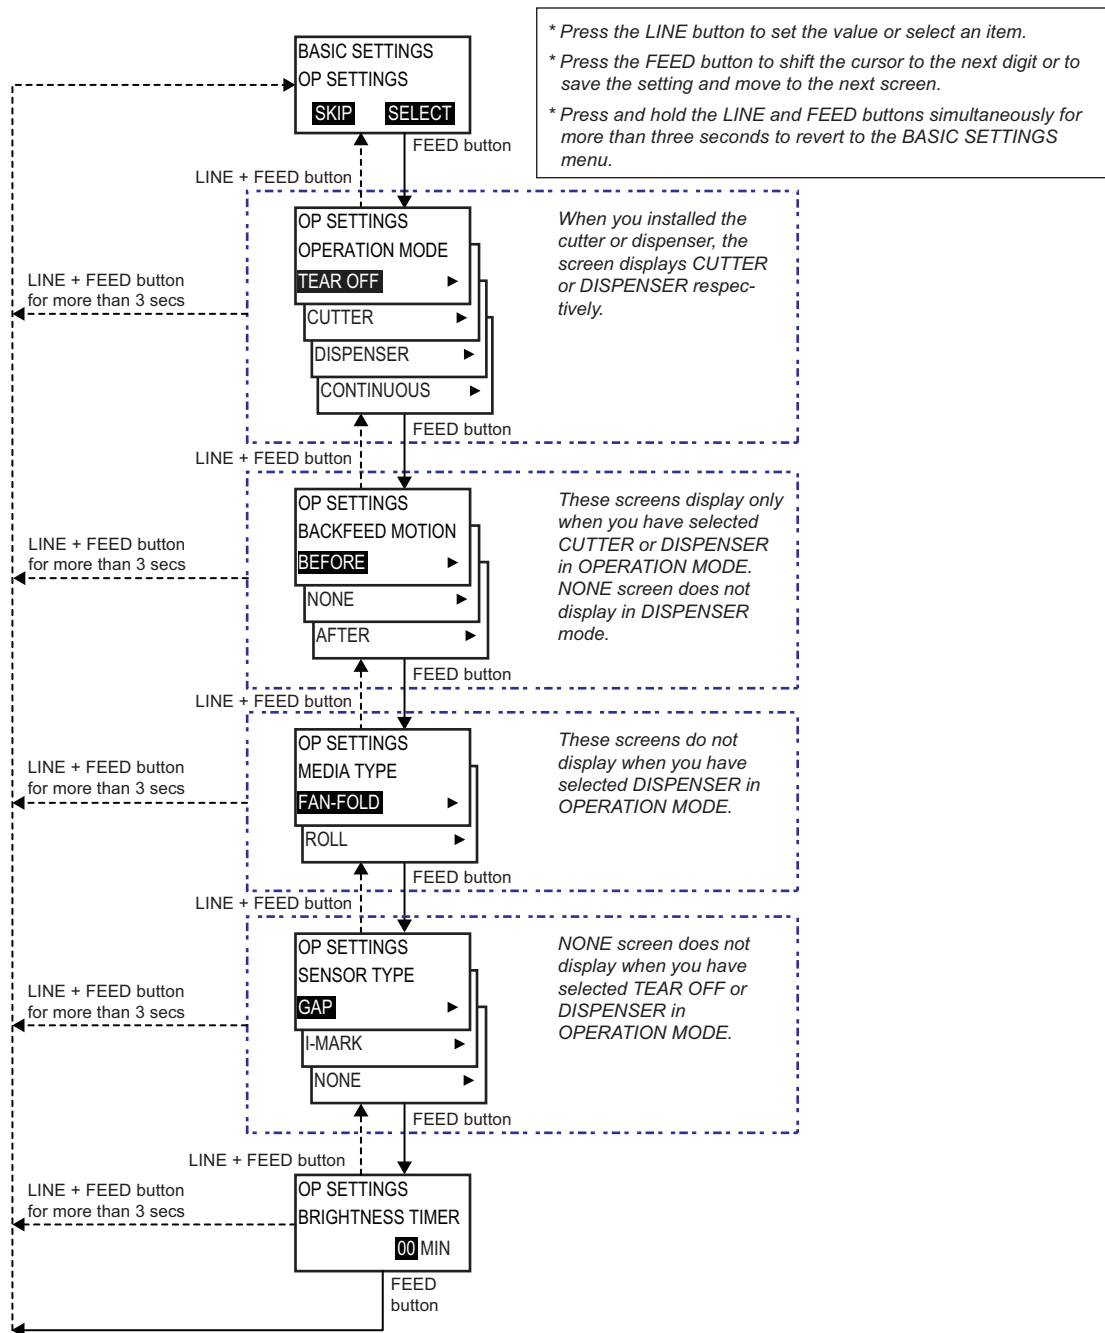 * Press the LINE button to set the value or select an item.
* Press the FEED button to shift the cursor to the next digit or to
save the setting and move to the next screen.
* Press and hold the LINE and FEED buttons simultaneously for
more than three seconds to revert to the BASIC SETTINGS
menu.
BASIC SETTINGS
OP SETTINGS
SKIP SELECT
FEED button
LINE + FEED button
OP SETTINGS
OPERATION MODE
TEAR OFF ►
CUTTER ►
DISPENSER ►
CONTINUOUS ►
When you installed the
cutter or dispenser, the
screen displays CUTTER
or DISPENSER respec-
tively.
LINE + FEED button
for more than 3 secs
FEED button
LINE + FEED button
OP SETTINGS
BACKFEED MOTION
BEFORE ►
NONE ►
AFTER ►
These screens display only
when you have selected
CUTTER or DISPENSER
in OPERATION MODE.
NONE screen does not
display in DISPENSER
mode.
LINE + FEED button
for more than 3 secs
FEED button
LINE + FEED button
OP SETTINGS
MEDIA TYPE
FAN-FOLD ►
ROLL ►
These screens do not
display when you have
selected DISPENSER in
OPERATION MODE.
LINE + FEED button
for more than 3 secs
FEED button
LINE + FEED button
OP SETTINGS
SENSOR TYPE
GAP ►
I-MARK ►
NONE ►
NONE screen does not
display when you have
selected TEAR OFF or
DISPENSER in
OPERATION MODE.
LINE + FEED button
for more than 3 secs
FEED button
LINE + FEED button
OP SETTINGS
BRIGHTNESS TIMER
00 MIN
LINE + FEED button
for more than 3 secs
FEED
button